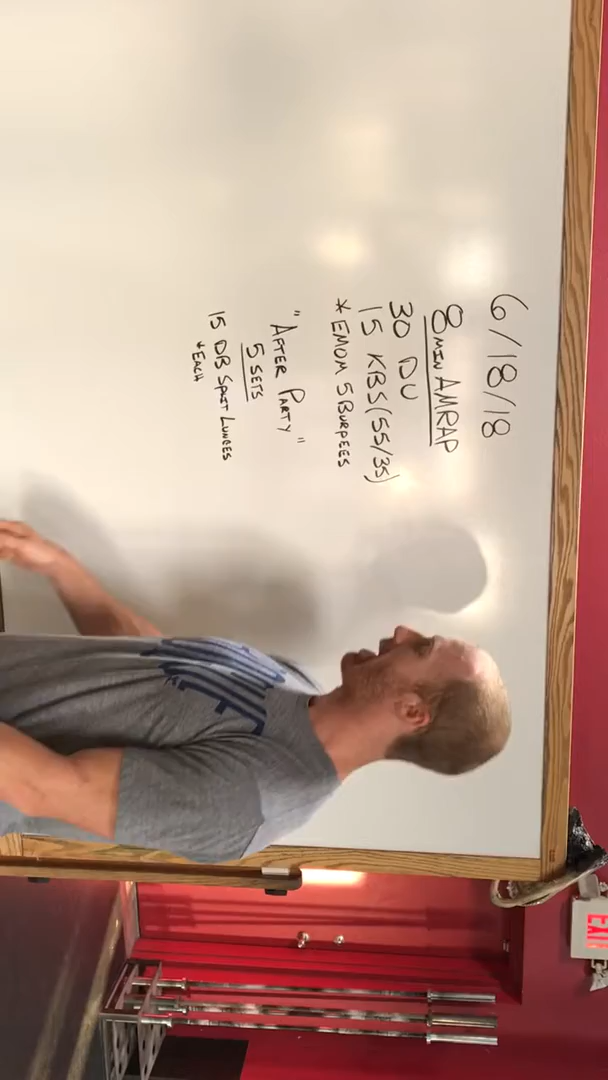 6/18/18
8 MIN AMRAP
30 DU
15 KBS (55/35)
* EMOM 5 BURPEES
"AFTER PARTY"
5 SETS
15 DB SPLIT LUNGES
*EACH
EXIT